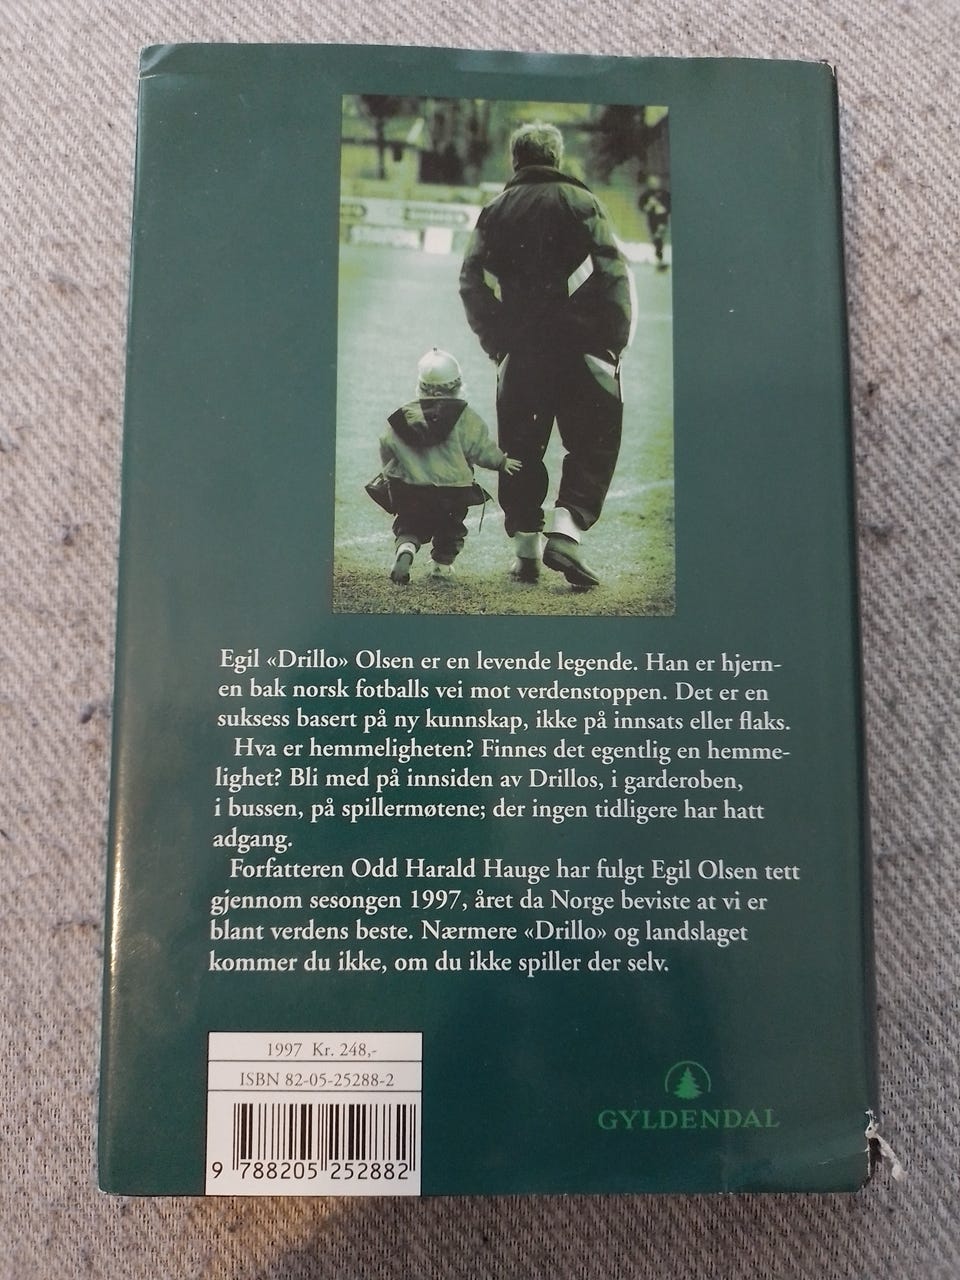 Egil «Drillo» Olsen er en levende legende. Han er hjern-
en bak norsk fotballs vei mot verdenstoppen. Det er en
suksess basert på ny kunnskap, ikke på innsats eller flaks.
Hva er hemmeligheten? Finnes det egentlig en hemme-
lighet? Bli med på innsiden av Drillos, i garderoben,
i bussen, på spillermøtene; der ingen tidligere har hatt
adgang.
Forfatteren Odd Harald Hauge har fulgt Egil Olsen tett
gjennom sesongen 1997, året da Norge beviste at vi er
blant verdens beste. Nærmere «Drillo» og landslaget
kommer du ikke, om du ikke spiller der selv.
1997 Kr. 248,-
ISBN 82-05-25288-2
9 788205 252882
GYLDENDAL